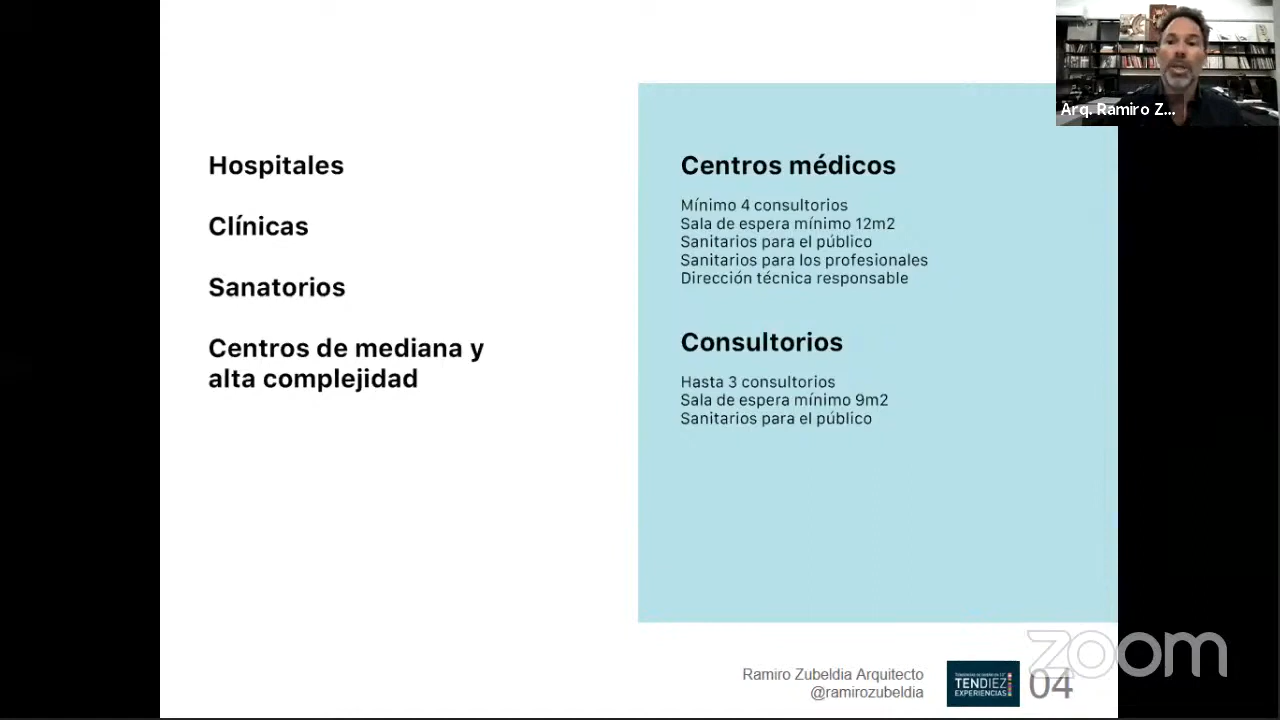 Arq. Ramiro Z...
Hospitales
Clínicas
Sanatorios
Centros de mediana y
alta complejidad
Centros médicos
Mínimo 4 consultorios
Sala de espera mínimo 12m2
Sanitarios para el público
Sanitarios para los profesionales
Dirección técnica responsable
Consultorios
Hasta 3 consultorios
Sala de espera mínimo 9m2
Sanitarios para el público
Ramiro Zubeldia Arquitecto
@ramirozubeldia
TENDIEZ
EXPERIENCIAS
04
zoom